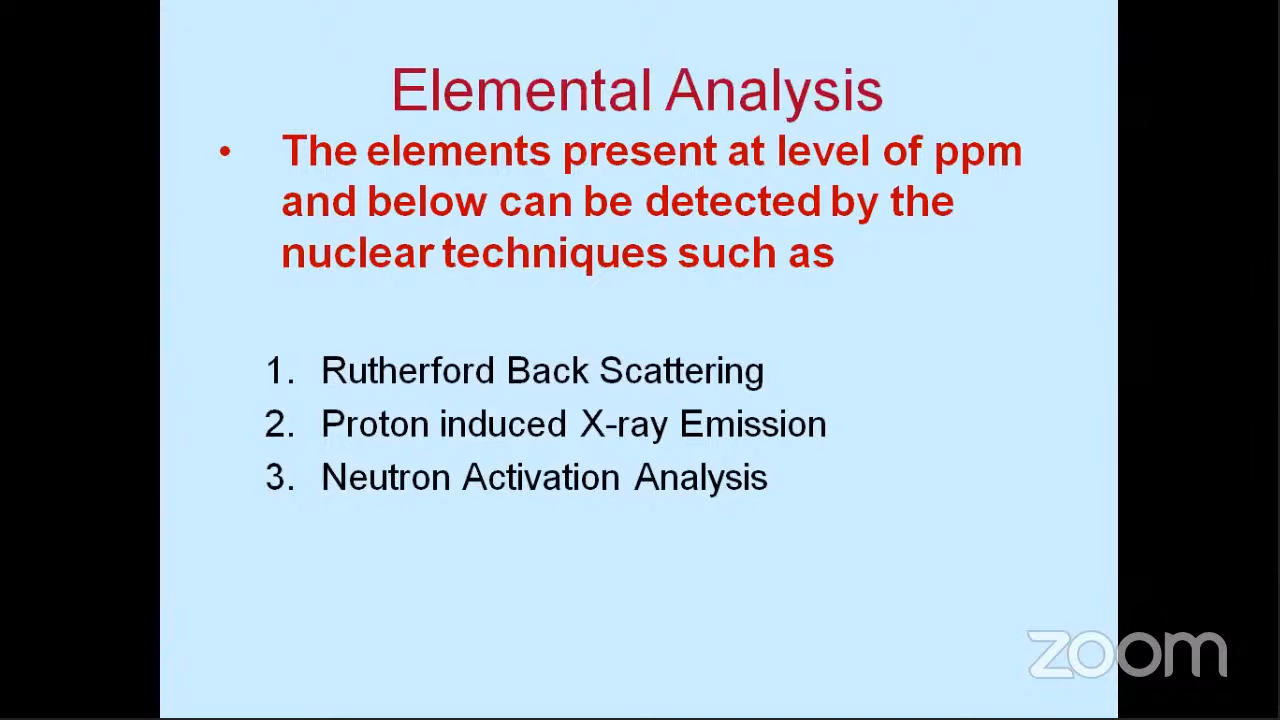 Elemental Analysis
• The elements present at level of ppm
and below can be detected by the
nuclear techniques such as
1. Rutherford Back Scattering
2. Proton induced X-ray Emission
3. Neutron Activation Analysis
zoom